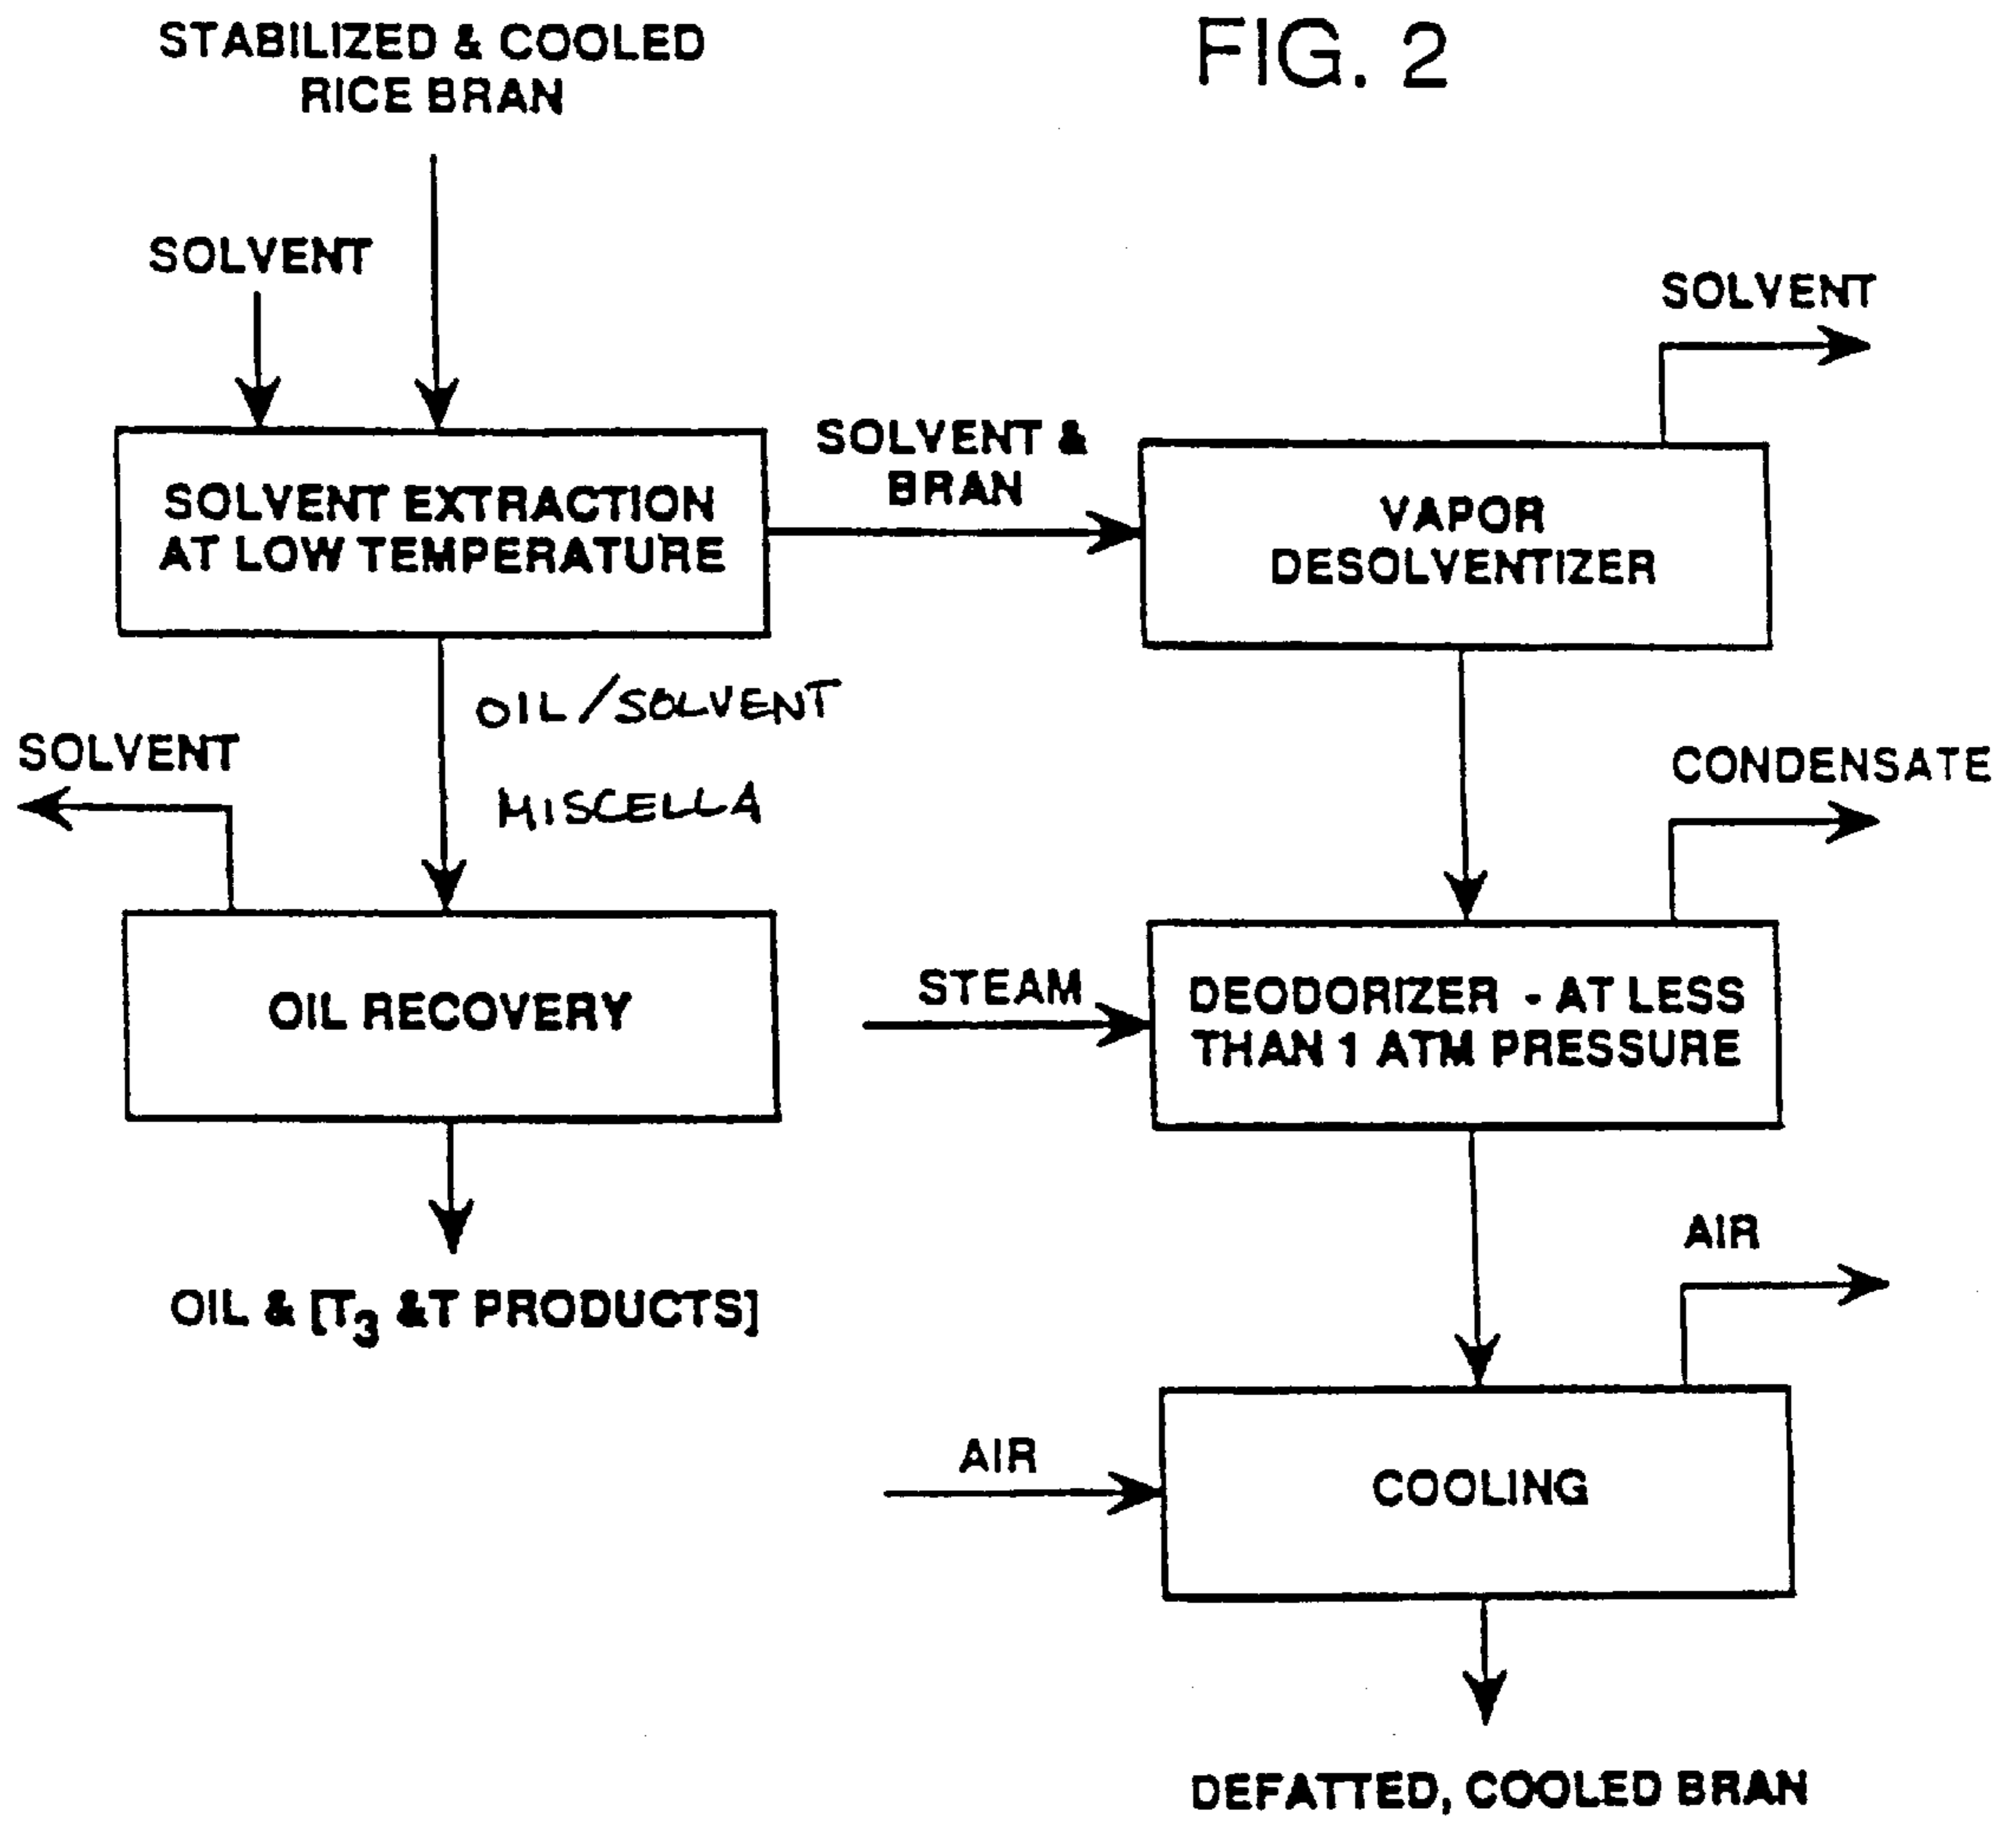 STABILIZED & COOLED
RICE BRAN
FIG. 2
SOLVENT
SOLVENT
SOLVENT &
BRAN
SOLVENT EXTRACTION
AT LOW TEMPERATURE
VAPOR
DESOLVENTIZER
OIL/SOLVENT
MISCELLA
SOLVENT
CONDENSATE
OIL RECOVERY
STEAM
DEODORIZER - AT LESS
THAN 1 ATM PRESSURE
AIR
OIL & [T₃ &T PRODUCTS]
AIR
COOLING
DEFATTED, COOLED BRAN